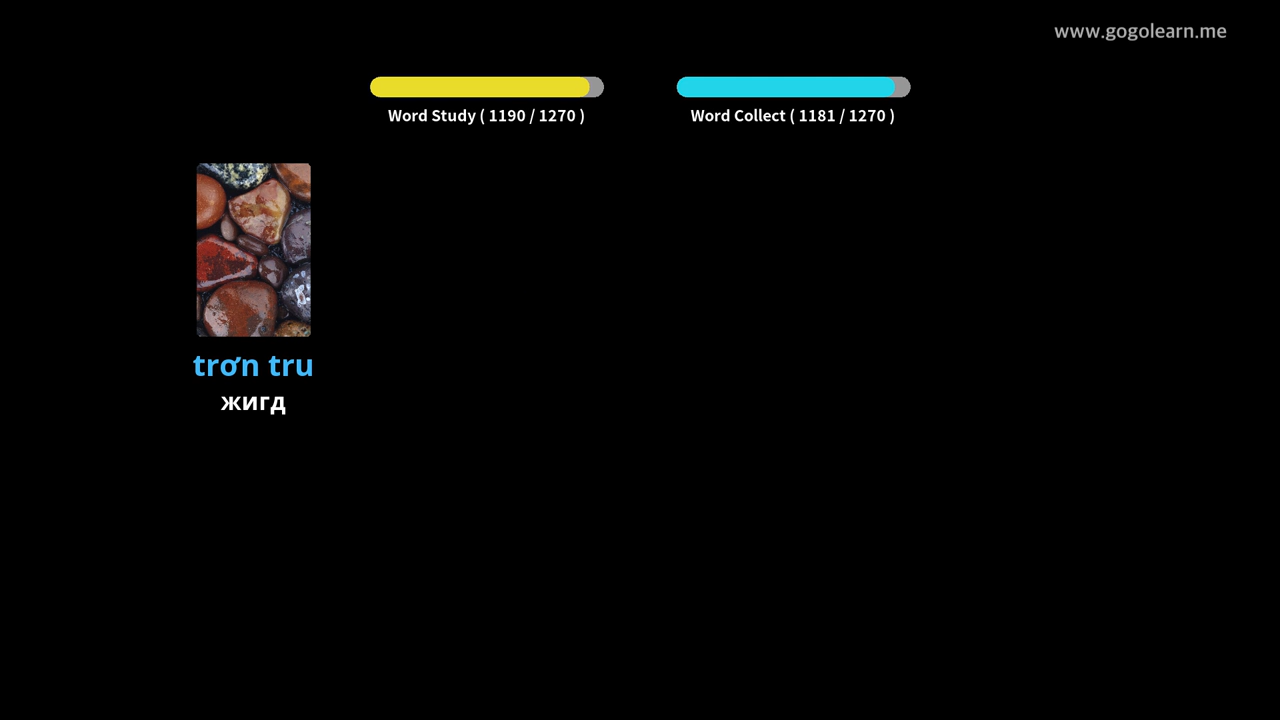 www.gogolearn.me
Word Study ( 1190 / 1270 )
Word Collect ( 1181 / 1270 )
trơn tru
жигд